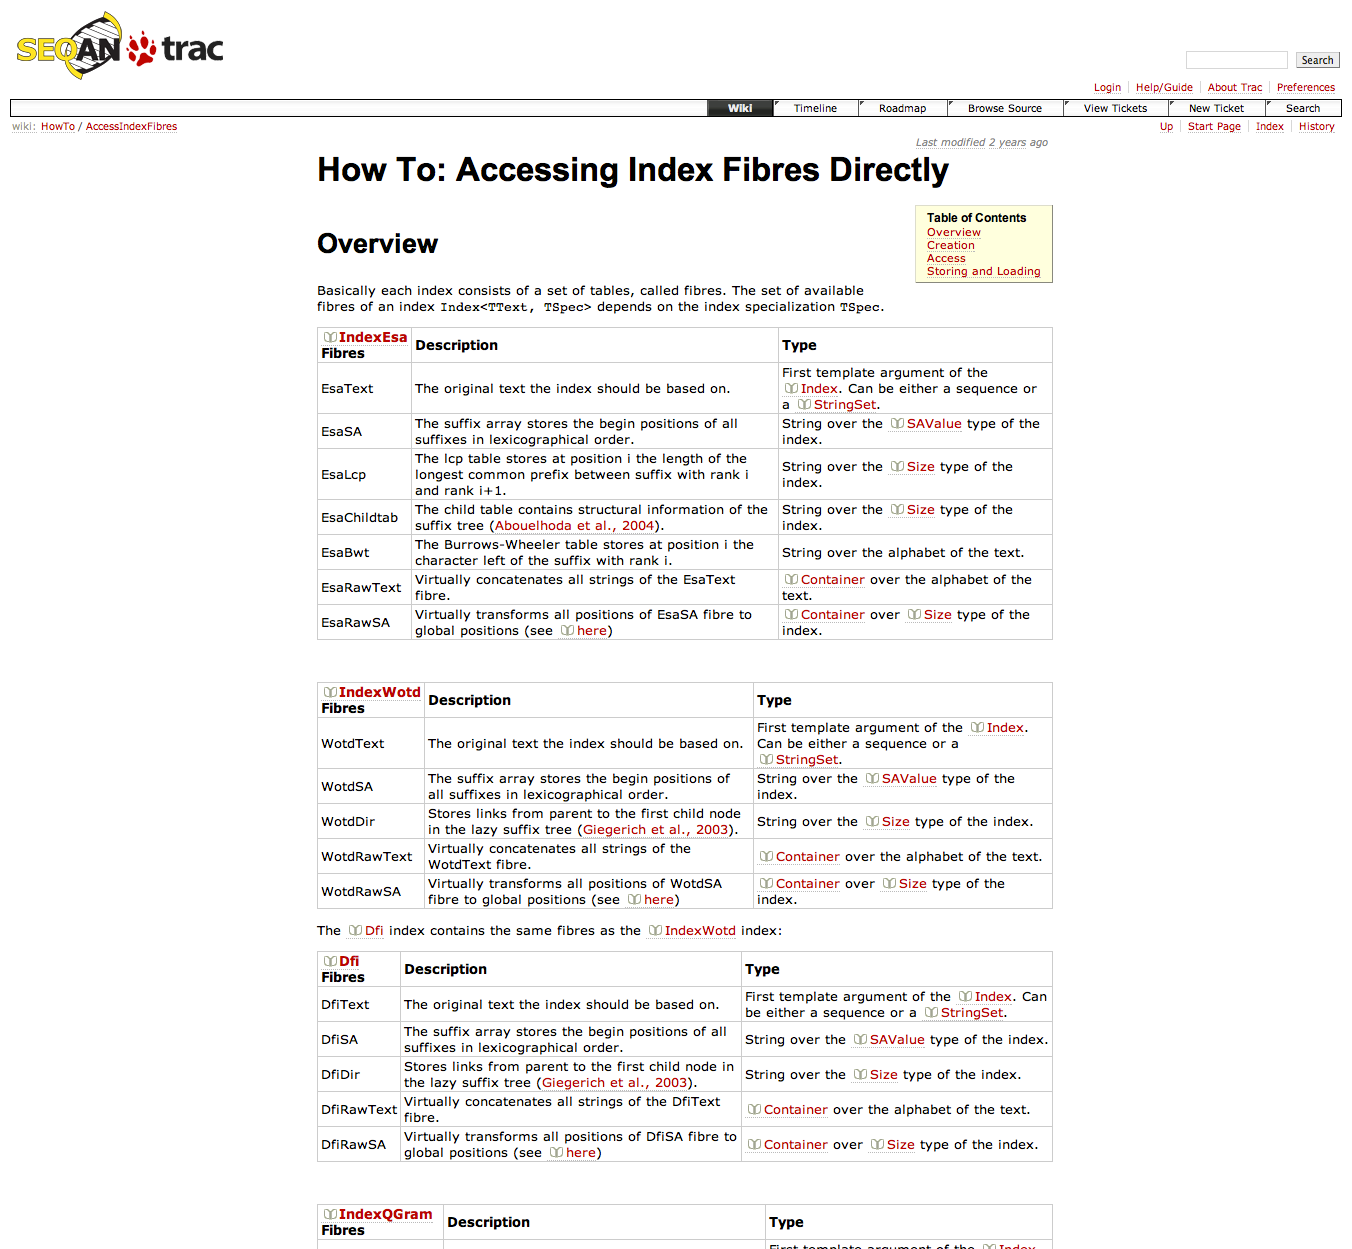 SEQAN trac
Search
Login Help/Guide About Trac Preferences
Wiki Timeline Roadmap Browse Source View Tickets New Ticket Search
wiki: HowTo / AccessIndexFibres
Up Start Page Index History
Last modified 2 years ago
How To: Accessing Index Fibres Directly
Table of Contents
Overview
Creation
Access
Storing and Loading
Overview
Basically each index consists of a set of tables, called fibres. The set of available
fibres of an index Index<TText, TSpec> depends on the index specialization TSpec.
IndexEsa
Fibres
Description
Type
EsaText
The original text the index should be based on.
First template argument of the
Index. Can be either a sequence or
a StringSet.
EsaSA
The suffix array stores the begin positions of all
suffixes in lexicographical order.
String over the SAValue type of the
index.
EsaLcp
The lcp table stores at position i the length of the
longest common prefix between suffix with rank i
and rank i+1.
String over the Size type of the
index.
EsaChildtab
The child table contains structural information of the
suffix tree (Abouelhoda et al., 2004).
String over the Size type of the
index.
EsaBwt
The Burrows-Wheeler table stores at position i the
character left of the suffix with rank i.
String over the alphabet of the text.
EsaRawText
Virtually concatenates all strings of the EsaText
fibre.
Container over the alphabet of the
text.
EsaRawSA
Virtually transforms all positions of EsaSA fibre to
global positions (see here)
Container over Size type of the
index.
IndexWotd
Fibres
Description
Type
WotdText
The original text the index should be based on.
First template argument of the Index.
Can be either a sequence or a
StringSet.
WotdSA
The suffix array stores the begin positions of
all suffixes in lexicographical order.
String over the SAValue type of the
index.
WotdDir
Stores links from parent to the first child node
in the lazy suffix tree (Giegerich et al., 2003).
String over the Size type of the index.
WotdRawText
Virtually concatenates all strings of the
WotdText fibre.
Container over the alphabet of the text.
WotdRawSA
Virtually transforms all positions of WotdSA
fibre to global positions (see here)
Container over Size type of the
index.
The Dfi index contains the same fibres as the IndexWotd index:
Dfi
Fibres
Description
Type
DfiText
The original text the index should be based on.
First template argument of the Index. Can
be either a sequence or a StringSet.
DfiSA
The suffix array stores the begin positions of all
suffixes in lexicographical order.
String over the SAValue type of the index.
DfiDir
Stores links from parent to the first child node in
the lazy suffix tree (Giegerich et al., 2003).
String over the Size type of the index.
DfiRawText
Virtually concatenates all strings of the DfiText
fibre.
Container over the alphabet of the text.
DfiRawSA
Virtually transforms all positions of DfiSA fibre to
global positions (see here)
Container over Size type of the index.
IndexQGram
Fibres
Description
Type
First template argument of the Index